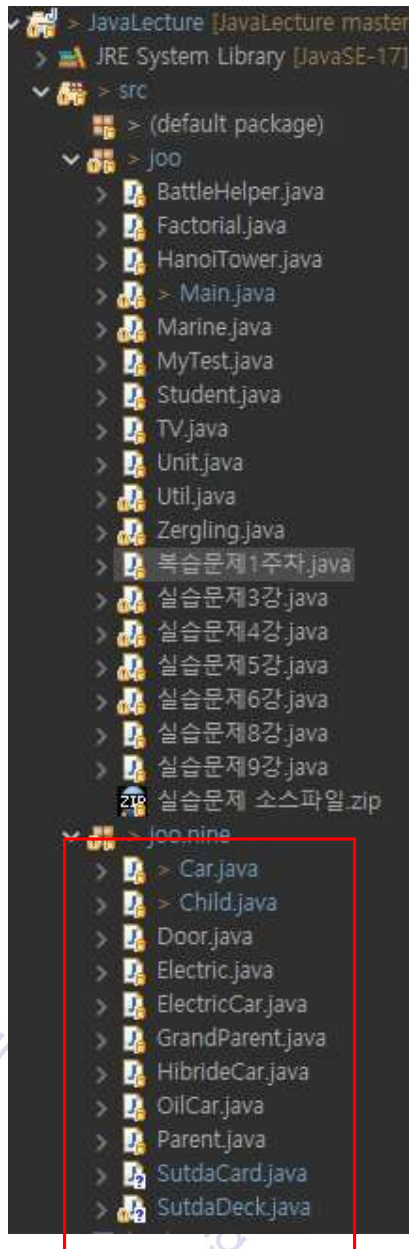 > JavaLecture [JavaLecture master
JRE System Library [JavaSE-17]
> src
> (default package)
> joo
BattleHelper.java
Factorial.java
HanoiTower.java
> Main.java
Marine.java
MyTest.java
Student.java
TV.java
Unit.java
Util.java
Zergling.java
복습문제1주차.java
실습문제3강.java
실습문제4강.java
실습문제5강.java
실습문제6강.java
실습문제8강.java
실습문제9강.java
실습문제 소스파일.zip
> joo.nine
> Car.java
> Child.java
Door.java
Electric.java
ElectricCar.java
GrandParent.java
HibrideCar.java
OilCar.java
Parent.java
SutdaCard.java
SutdaDeck.java